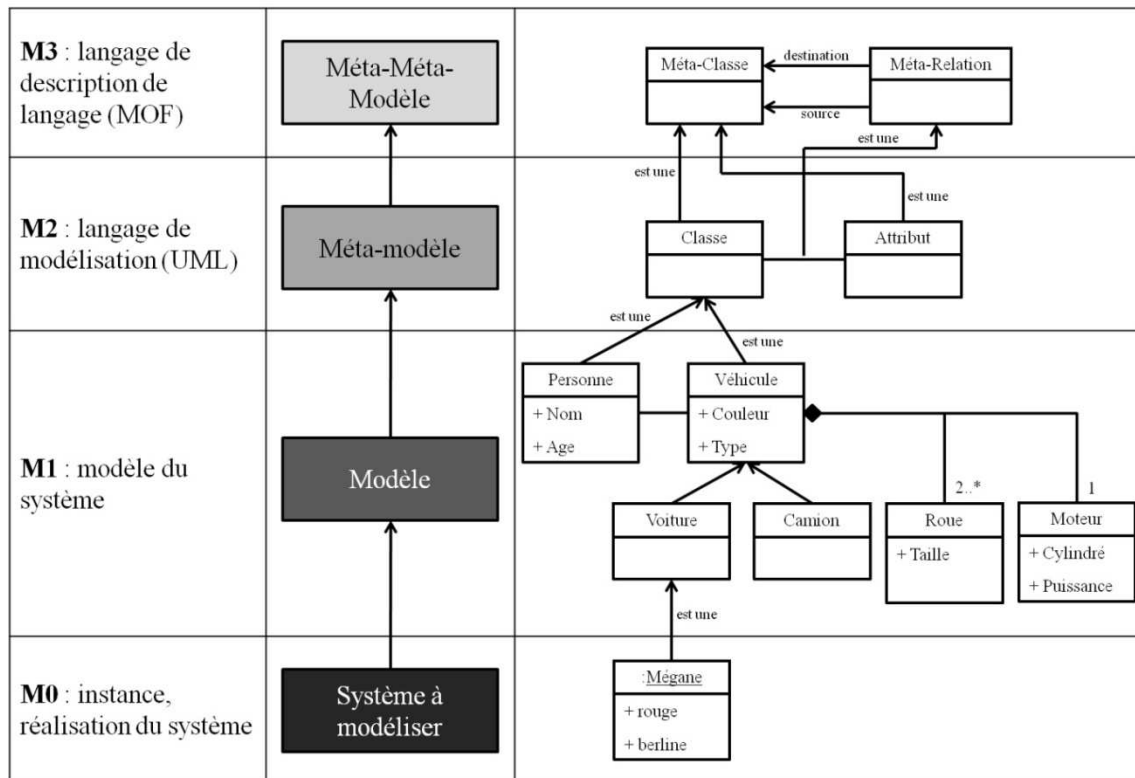 M3 : langage de
description de
langage (MOF)
Méta-Méta-
Modèle
Méta-Classe
destination
Méta-Relation
source
est une
est une
est une
M2 : langage de
modélisation (UML)
Méta-modèle
Classe
Attribut
est une
est une
M1 : modèle du
système
Modèle
Personne
+ Nom
+ Age
Véhicule
+ Couleur
+ Type
2..*
1
Voiture
Camion
Roue
+ Taille
Moteur
+ Cylindré
+ Puissance
est une
M0 : instance,
réalisation du système
Système à
modéliser
:Mégane
+ rouge
+ berline